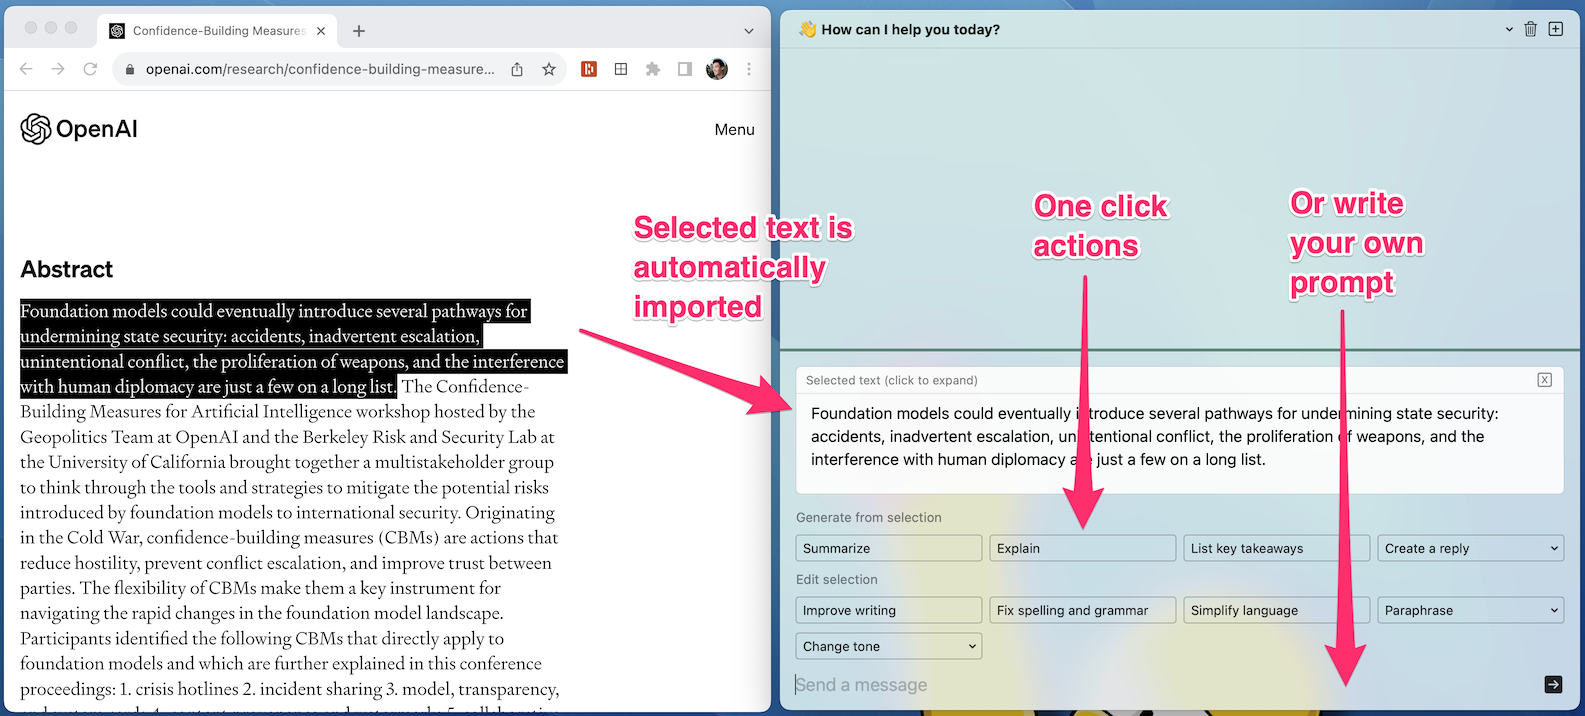 Confidence-Building Measures
openai.com/research/confidence-building-measure...
OpenAI
Menu
Abstract
Foundation models could eventually introduce several pathways for
undermining state security: accidents, inadvertent escalation,
unintentional conflict, the proliferation of weapons, and the interference
with human diplomacy are just a few on a long list. The Confidence-
Building Measures for Artificial Intelligence workshop hosted by the
Geopolitics Team at OpenAI and the Berkeley Risk and Security Lab at
the University of California brought together a multistakeholder group
to think through the tools and strategies to mitigate the potential risks
introduced by foundation models to international security. Originating
in the Cold War, confidence-building measures (CBMs) are actions that
reduce hostility, prevent conflict escalation, and improve trust between
parties. The flexibility of CBMs make them a key instrument for
navigating the rapid changes in the foundation model landscape.
Participants identified the following CBMs that directly apply to
foundation models and which are further explained in this conference
proceedings: 1. crisis hotlines 2. incident sharing 3. model, transparency,
Selected text is
automatically
imported
👋 How can I help you today?
One click
actions
Or write
your own
prompt
Selected text (click to expand)
X
Foundation models could eventually introduce several pathways for undermining state security:
accidents, inadvertent escalation, unintentional conflict, the proliferation of weapons, and the
interference with human diplomacy are just a few on a long list.
Generate from selection
Summarize
Explain
List key takeaways
Create a reply
Edit selection
Improve writing
Fix spelling and grammar
Simplify language
Paraphrase
Change tone
Send a message